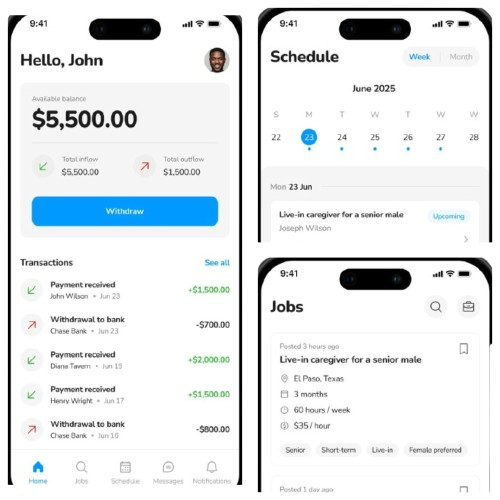 9:41
Hello, John
Available balance
$5,500.00
Total inflow
$5,500.00
Total outflow
$1,500.00
Withdraw
Transactions
See all
Payment received
John Wilson • Jun 23
+$1,500.00
Withdrawal to bank
Chase Bank • Jun 23
-$700.00
Payment received
Diana Tavern • Jun 19
+$2,000.00
Payment received
Henry Wright • Jun 17
+$1,500.00
Withdrawal to bank
Chase Bank • Jun 16
-$800.00
Home
Jobs
Schedule
Messages
Notifications
9:41
Schedule
Week
Month
June 2025
S M T W T F S
22 23 24 25 26 27 28
Mon 23 Jun
Live-in caregiver for a senior male
Upcoming
Joseph Wilson
9:41
Jobs
Posted 3 hours ago
Live-in caregiver for a senior male
El Paso, Texas
3 months
60 hours / week
$35 / hour
Senior
Short-term
Live-in
Female preferred
Posted 1 day ago